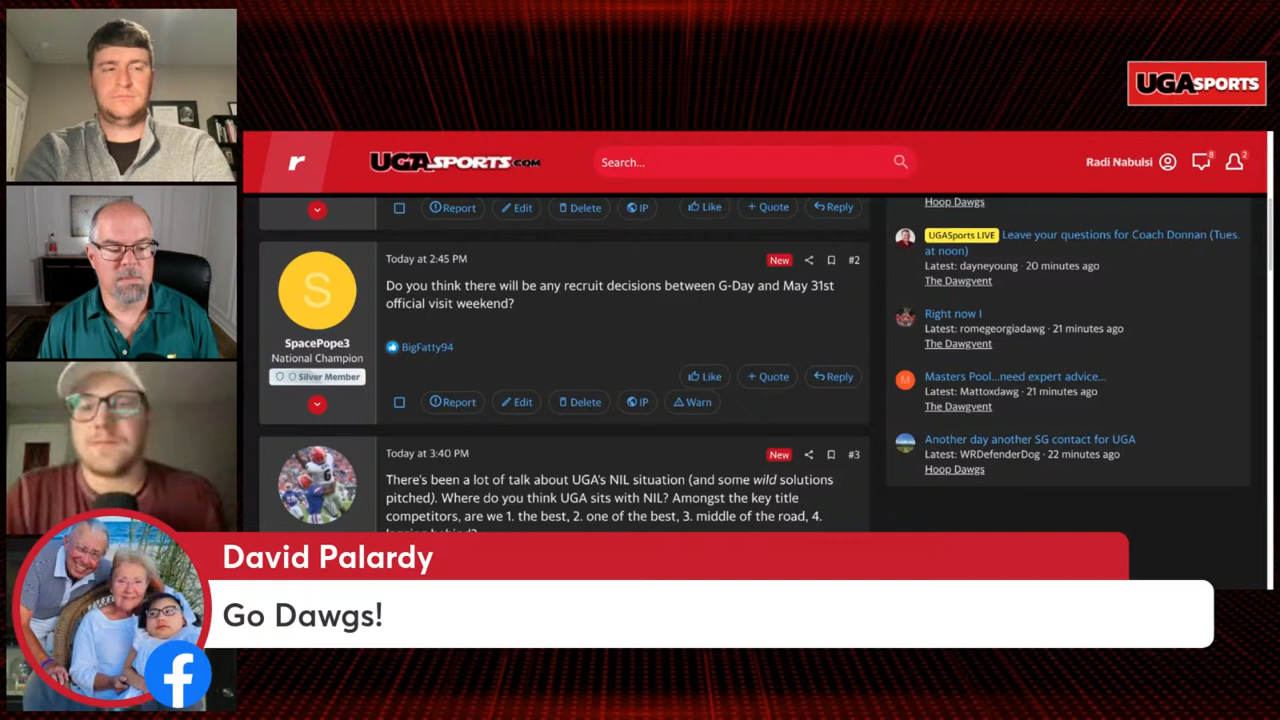 UGASPORTS
r
UGASPORTS.COM
Search...
Radi Nabulsi
8
2
Report
Edit
Delete
IP
Like
+ Quote
Reply
Hoop Dawgs
S
SpacePope3
National Champion
Silver Member
Today at 2:45 PM
New
#2
Do you think there will be any recruit decisions between G-Day and May 31st
official visit weekend?
BigFatty94
Like
+ Quote
Reply
Report
Edit
Delete
IP
Warn
UGASports LIVE Leave your questions for Coach Donnan (Tues.
at noon)
Latest: dayneyoung · 20 minutes ago
The Dawgvent
Right now I
Latest: romegeorgiadawg · 21 minutes ago
The Dawgvent
M
Masters Pool...need expert advice...
Latest: Mattoxdawg · 21 minutes ago
The Dawgvent
Another day another SG contact for UGA
Latest: WRDefenderDog · 22 minutes ago
Hoop Dawgs
Today at 3:40 PM
New
#3
There's been a lot of talk about UGA's NIL situation (and some wild solutions
pitched). Where do you think UGA sits with NIL? Amongst the key title
competitors, are we 1. the best, 2. one of the best, 3. middle of the road, 4.
David Palardy
Go Dawgs!
f